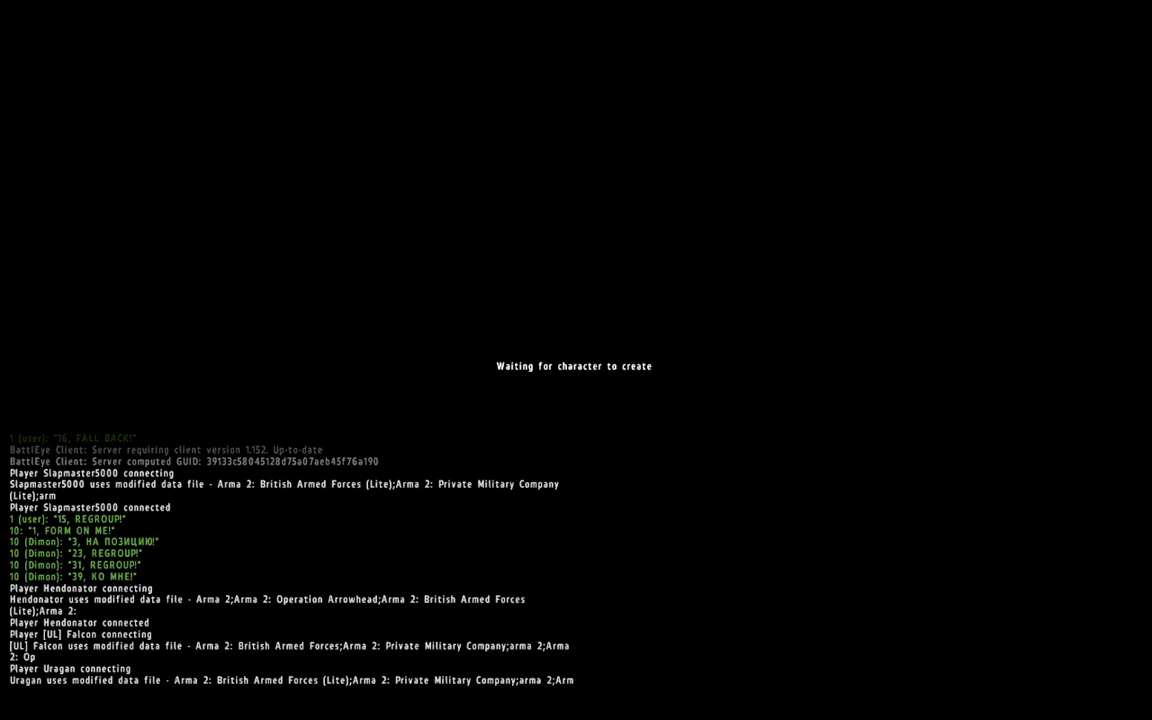 Waiting for character to create
1 (user): "16, FALL BACK!"
BattlEye Client: Server requiring client version 1.152. Up-to-date
BattlEye Client: Server computed GUID: 39133c58045128d75a07aeb45f76a190
Player Slapmaster5000 connecting
Slapmaster5000 uses modified data file - Arma 2: British Armed Forces (Lite);Arma 2: Private Military Company
(Lite);arm
Player Slapmaster5000 connected
1 (user): "15, REGROUP!"
10: "1, FORM ON ME!"
10 (Dimon): "3, НА ПОЗИЦИЮ!"
10 (Dimon): "23, REGROUP!"
10 (Dimon): "31, REGROUP!"
10 (Dimon): "39, КО МНЕ!"
Player Hendonator connecting
Hendonator uses modified data file - Arma 2;Arma 2: Operation Arrowhead;Arma 2: British Armed Forces
(Lite);Arma 2:
Player Hendonator connected
Player [UL] Falcon connecting
[UL] Falcon uses modified data file - Arma 2: British Armed Forces;Arma 2: Private Military Company;arma 2;Arma
2: Op
Player Uragan connecting
Uragan uses modified data file - Arma 2: British Armed Forces (Lite);Arma 2: Private Military Company;arma 2;Arm